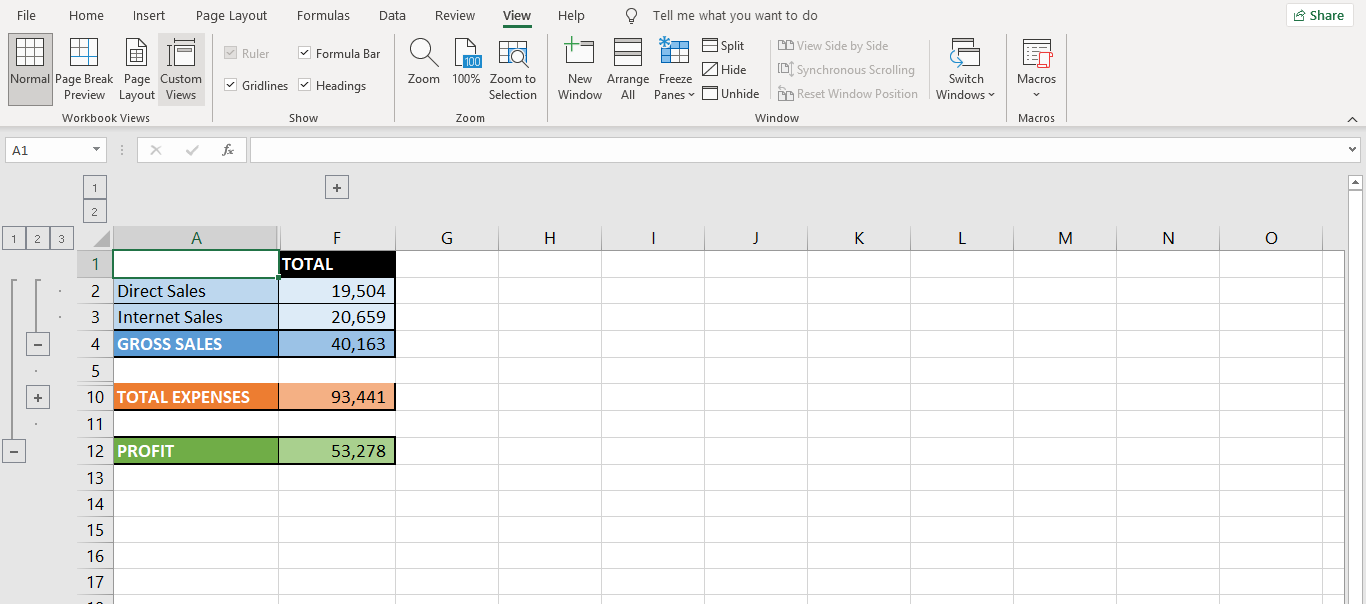 File Home Insert Page Layout Formulas Data Review View Help Tell me what you want to do Share
Normal Page Break Preview Page Layout Custom Views
Workbook Views
Ruler Formula Bar
Gridlines Headings
Show
Zoom 100 100% Zoom to Selection
Zoom
New Window Arrange All Freeze Panes
Split
Hide
Unhide
View Side by Side
Synchronous Scrolling
Reset Window Position
Window
Switch Windows
Macros
Macros
A1 fx
1 +
2
1 2 3 A F G H I J K L M N O
1 TOTAL
2 Direct Sales 19,504
3 Internet Sales 20,659
− 4 GROSS SALES 40,163
5
+ 10 TOTAL EXPENSES 93,441
11
− 12 PROFIT 53,278
13
14
15
16
17